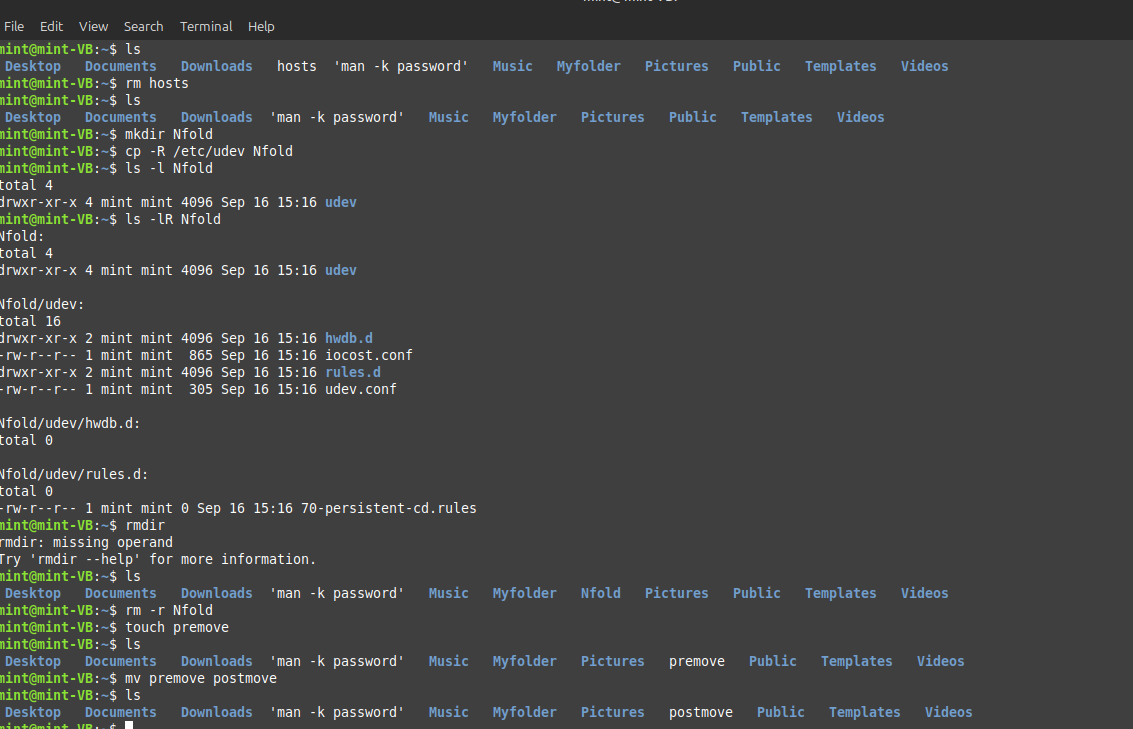 File Edit View Search Terminal Help
mint@mint-VB:~$ ls
Desktop Documents Downloads hosts 'man -k password' Music Myfolder Pictures Public Templates Videos
mint@mint-VB:~$ rm hosts
mint@mint-VB:~$ ls
Desktop Documents Downloads 'man -k password' Music Myfolder Pictures Public Templates Videos
mint@mint-VB:~$ mkdir Nfold
mint@mint-VB:~$ cp -R /etc/udev Nfold
mint@mint-VB:~$ ls -l Nfold
total 4
drwxr-xr-x 4 mint mint 4096 Sep 16 15:16 udev
mint@mint-VB:~$ ls -lR Nfold
Nfold:
total 4
drwxr-xr-x 4 mint mint 4096 Sep 16 15:16 udev
Nfold/udev:
total 16
drwxr-xr-x 2 mint mint 4096 Sep 16 15:16 hwdb.d
-rw-r--r-- 1 mint mint 865 Sep 16 15:16 iocost.conf
drwxr-xr-x 2 mint mint 4096 Sep 16 15:16 rules.d
-rw-r--r-- 1 mint mint 305 Sep 16 15:16 udev.conf
Nfold/udev/hwdb.d:
total 0
Nfold/udev/rules.d:
total 0
-rw-r--r-- 1 mint mint 0 Sep 16 15:16 70-persistent-cd.rules
mint@mint-VB:~$ rmdir
rmdir: missing operand
Try 'rmdir --help' for more information.
mint@mint-VB:~$ ls
Desktop Documents Downloads 'man -k password' Music Myfolder Nfold Pictures Public Templates Videos
mint@mint-VB:~$ rm -r Nfold
mint@mint-VB:~$ touch premove
mint@mint-VB:~$ ls
Desktop Documents Downloads 'man -k password' Music Myfolder Pictures premove Public Templates Videos
mint@mint-VB:~$ mv premove postmove
mint@mint-VB:~$ ls
Desktop Documents Downloads 'man -k password' Music Myfolder Pictures postmove Public Templates Videos
mint@mint-VB:~$